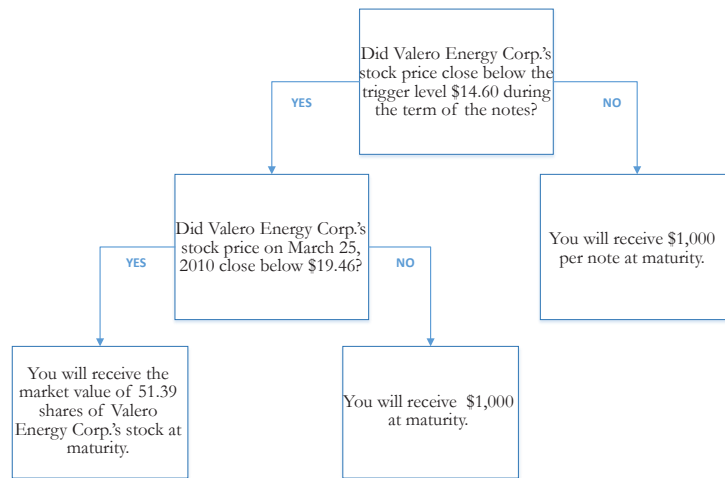 Did Valero Energy Corp.'s
stock price close below the
trigger level $14.60 during
the term of the notes?
YES
NO
Did Valero Energy Corp.'s
stock price on March 25,
2010 close below $19.46?
You will receive $1,000
per note at maturity.
YES
NO
You will receive the
market value of 51.39
shares of Valero
Energy Corp.'s stock at
maturity.
You will receive $1,000
at maturity.